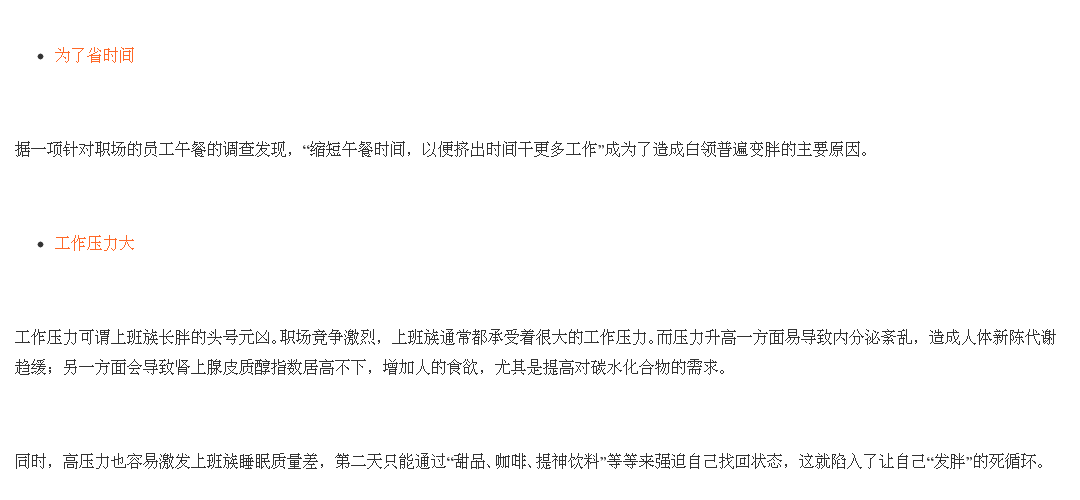 为了省时间
据一项针对职场的员工午餐的调查发现，“缩短午餐时间，以便挤出时间干更多工作”成为了造成白领普遍变胖的主要原因。
工作压力大
工作压力可谓上班族长胖的头号元凶。职场竞争激烈，上班族通常都承受着很大的工作压力。而压力升高一方面易导致内分泌紊乱，造成人体新陈代谢
趋缓；另一方面会导致肾上腺皮质醇指数居高不下，增加人的食欲，尤其是提高对碳水化合物的需求。
同时，高压力也容易激发上班族睡眠质量差，第二天只能通过“甜品、咖啡、提神饮料”等等来强迫自己找回状态，这就陷入了让自己“发胖”的死循环。